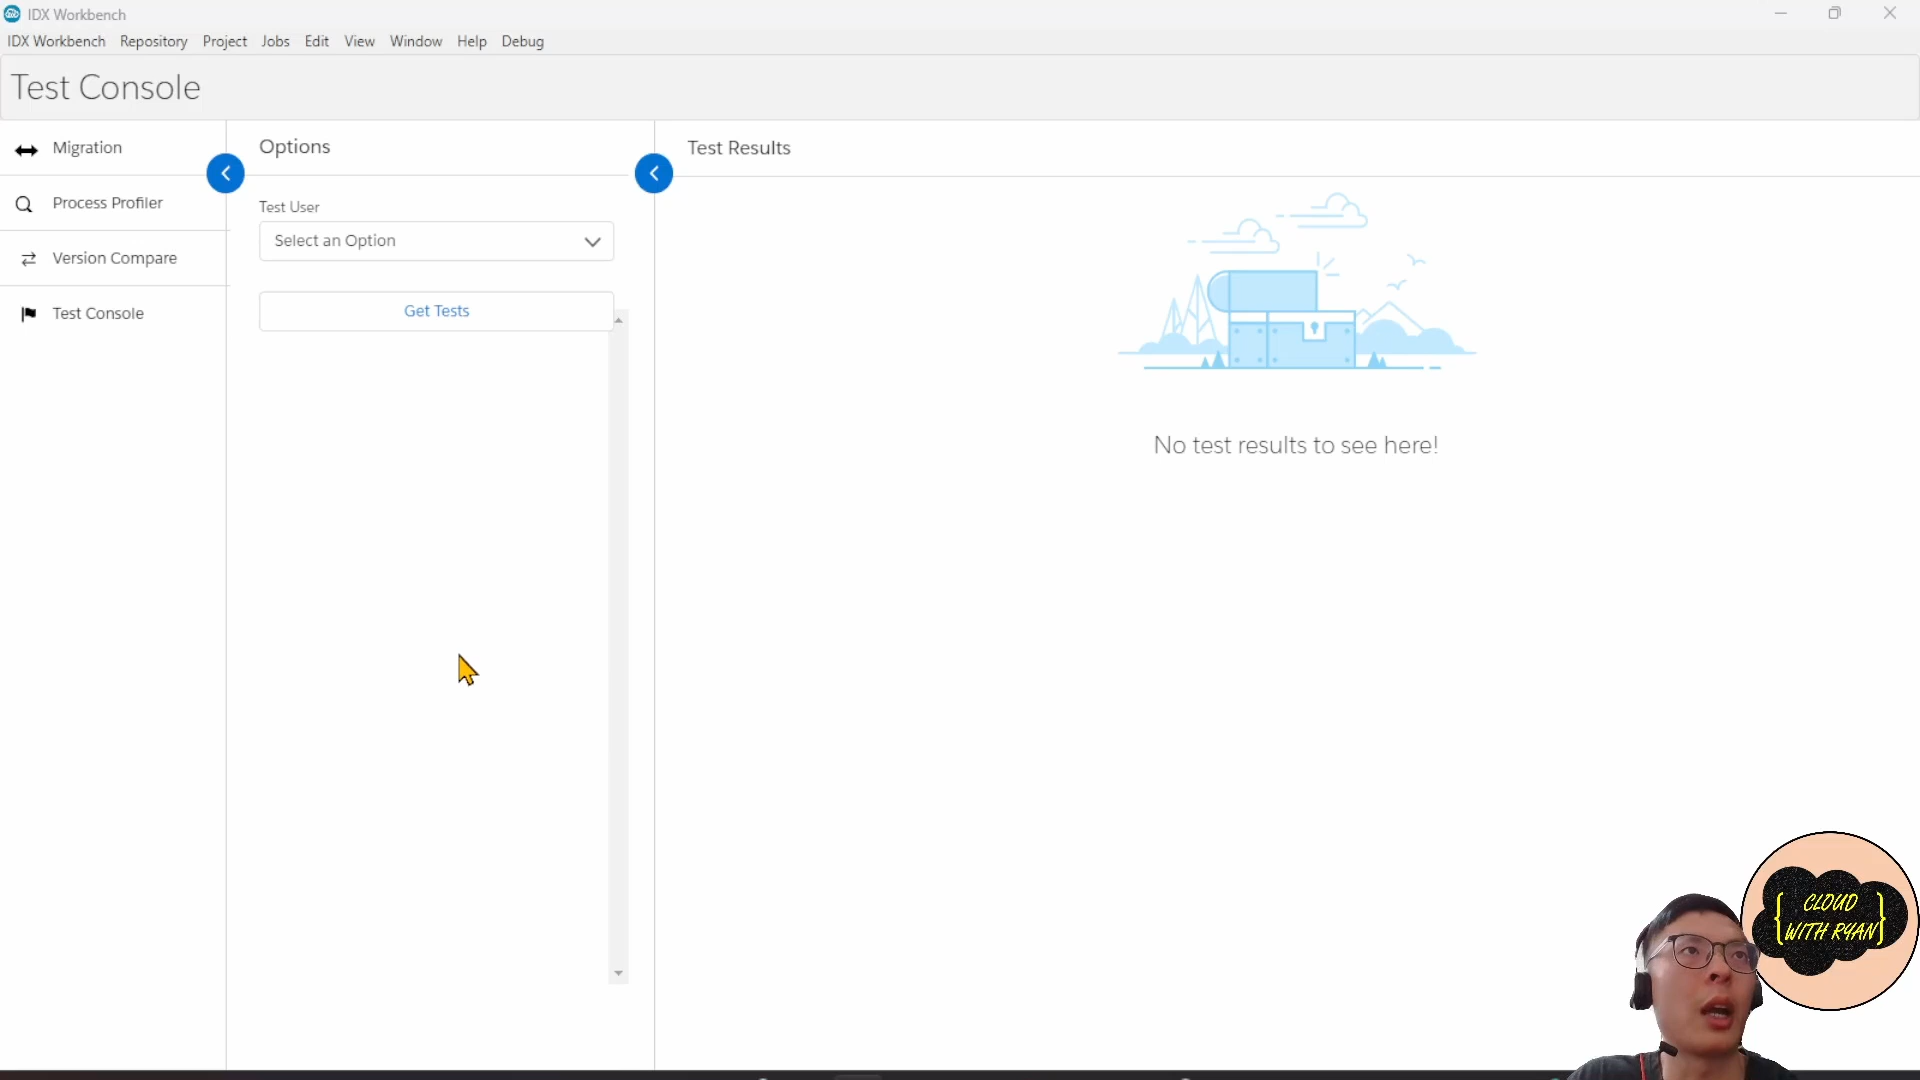 IDX Workbench
IDX Workbench Repository Project Jobs Edit View Window Help Debug
Test Console
Migration
Process Profiler
Version Compare
Test Console
Options
Test User
Select an Option
Get Tests
Test Results
No test results to see here!
{ CLOUD
WITH RYAN }